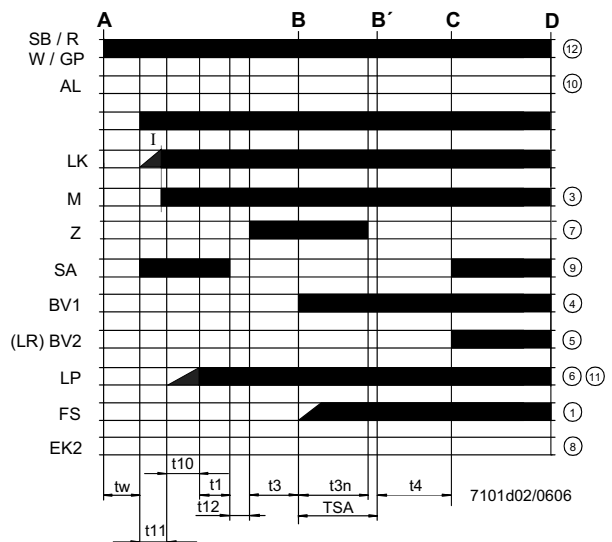 A B B´ C D
SB / R
W / GP 12
AL 10
I
LK
M 3
Z 7
SA 9
BV1 4
(LR) BV2 5
LP 6 11
FS 1
EK2 8
t10
tw t1 t3 t3n t4
t12 TSA
t11
7101d02/0606